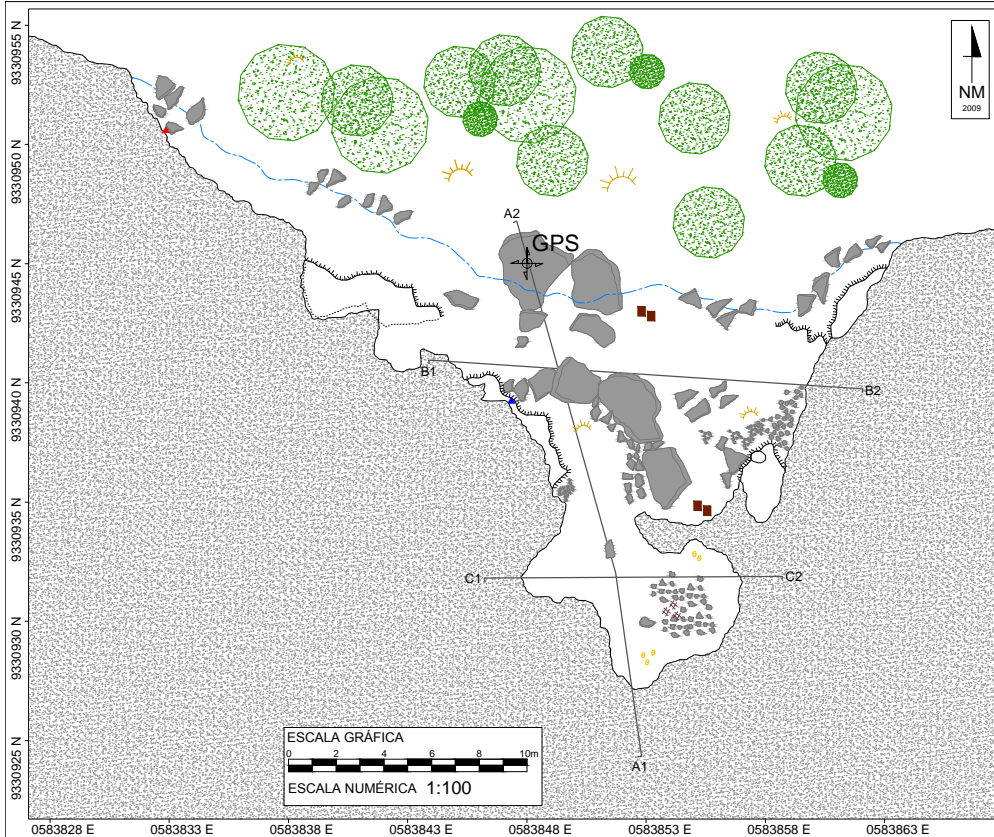 9330955 N
9330950 N
9330945 N
9330940 N
9330935 N
9330930 N
9330925 N
NM
2009
A2
GPS
B1
B2
C1
C2
A1
ESCALA GRÁFICA
0 2 4 6 8 10m
ESCALA NUMÉRICA 1:100
0583828 E 0583833 E 0583838 E 0583843 E 0583848 E 0583853 E 0583858 E 0583863 E